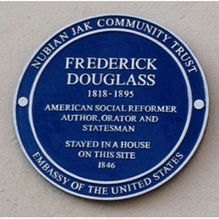 NUBIAN JAK COMMUNITY TRUST
FREDERICK
DOUGLASS
1818-1895
AMERICAN SOCIAL REFORMER
AUTHOR, ORATOR AND
STATESMAN
STAYED IN A HOUSE
ON THIS SITE
1846
EMBASSY OF THE UNITED STATES